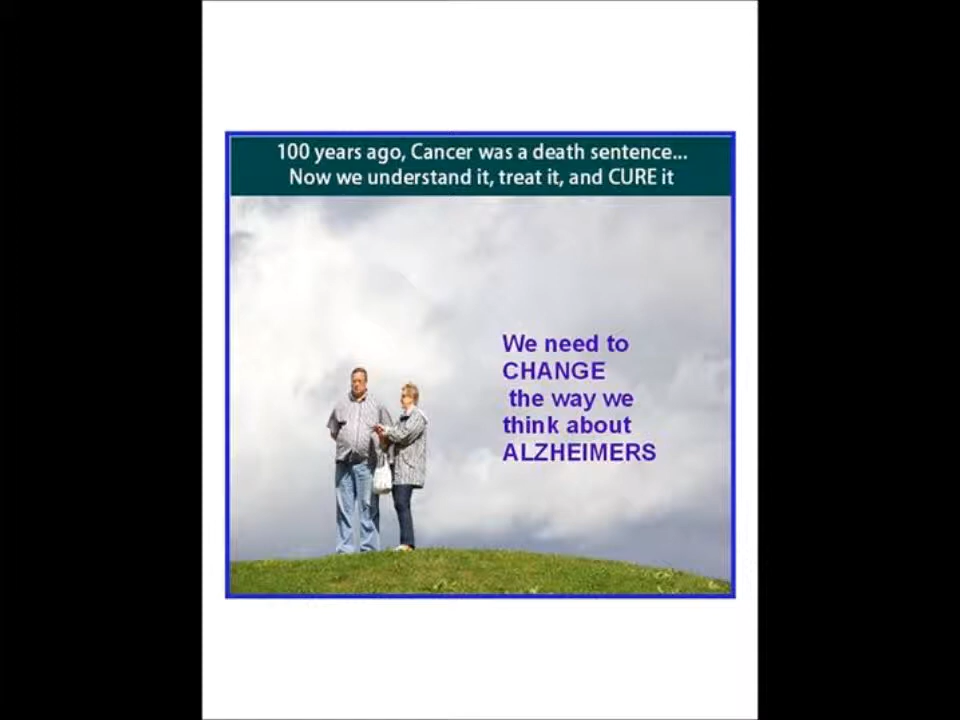 100 years ago, Cancer was a death sentence...
Now we understand it, treat it, and CURE it
We need to
CHANGE
the way we
think about
ALZHEIMERS